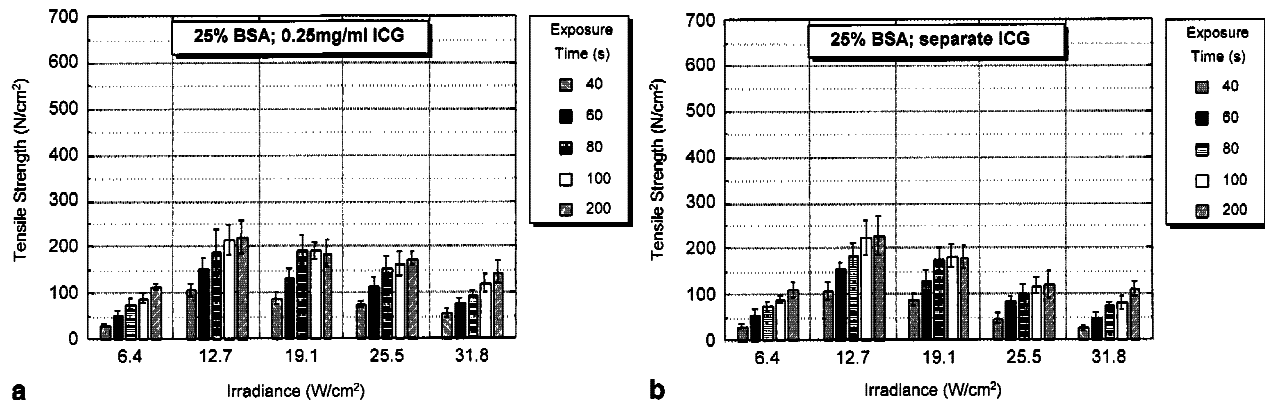 25% BSA; 0.25mg/ml ICG
Tensile Strength (N/cm²)
700
600
500
400
300
200
100
0
6.4 12.7 19.1 25.5 31.8
Irradiance (W/cm²)
Exposure
Time (s)
40
60
80
100
200
a
25% BSA; separate ICG
Tensile Strength (N/cm²)
700
600
500
400
300
200
100
0
6.4 12.7 19.1 25.5 31.8
Irradiance (W/cm²)
Exposure
Time (s)
40
60
80
100
200
b